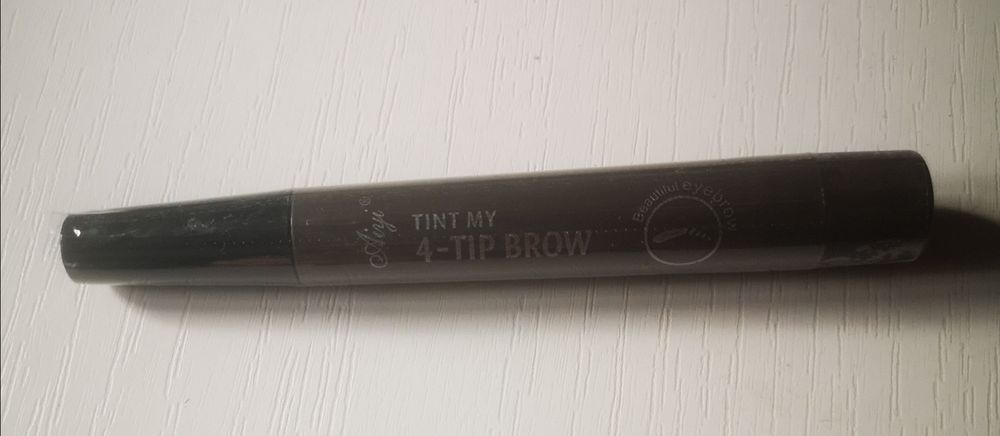 Aiyi®
TINT MY
4-TIP BROW
Beautiful eyebrow